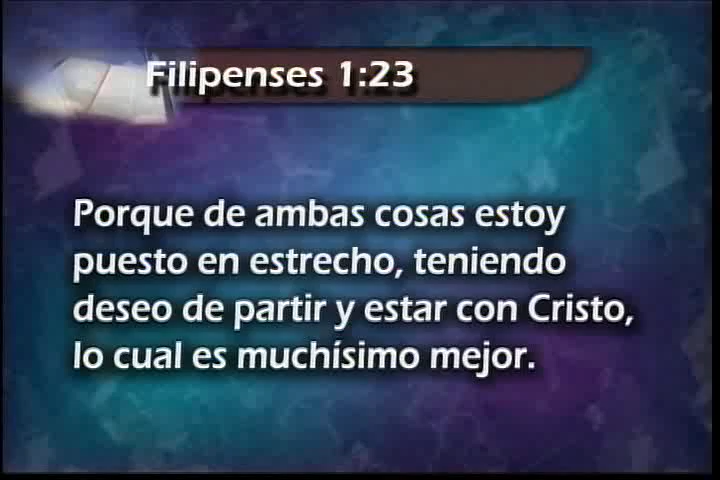 Filipenses 1:23
Porque de ambas cosas estoy
puesto en estrecho, teniendo
deseo de partir y estar con Cristo,
lo cual es muchísimo mejor.